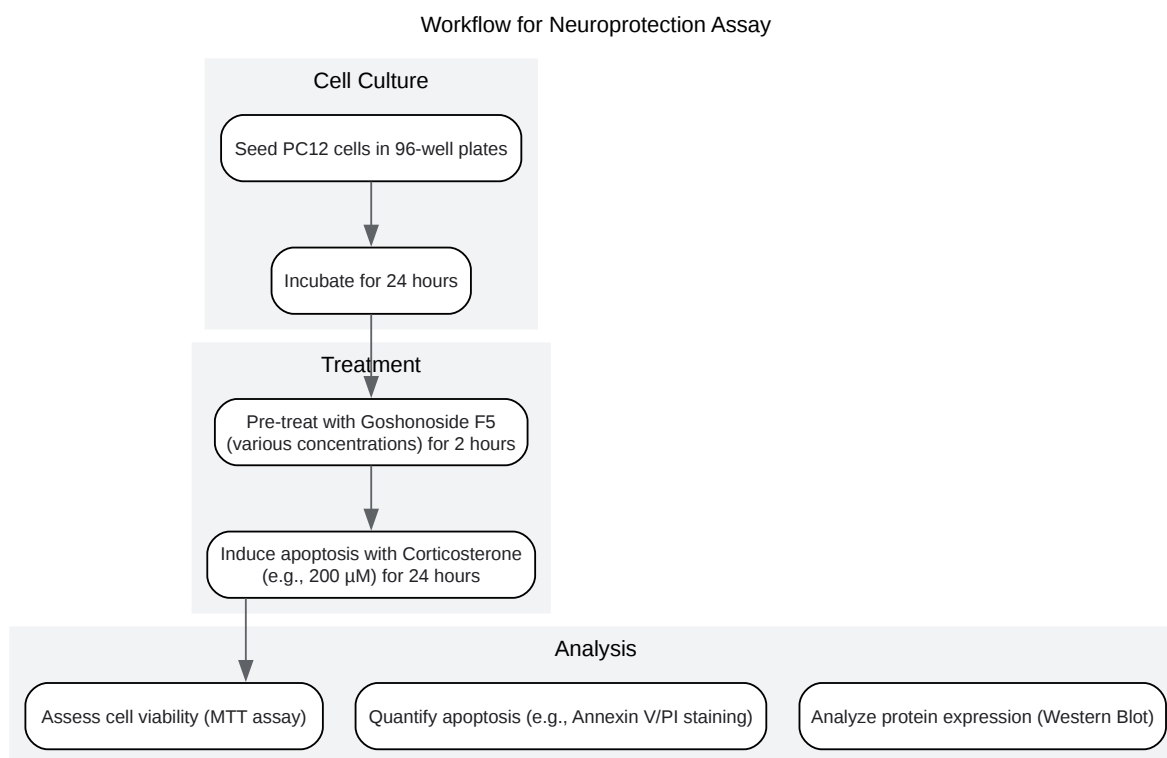 Workflow for Neuroprotection Assay
Cell Culture
Seed PC12 cells in 96-well plates
Incubate for 24 hours
Treatment
Pre-treat with Goshonoside F5
(various concentrations) for 2 hours
Induce apoptosis with Corticosterone
(e.g., 200 µM) for 24 hours
Analysis
Assess cell viability (MTT assay)
Quantify apoptosis (e.g., Annexin V/PI staining)
Analyze protein expression (Western Blot)